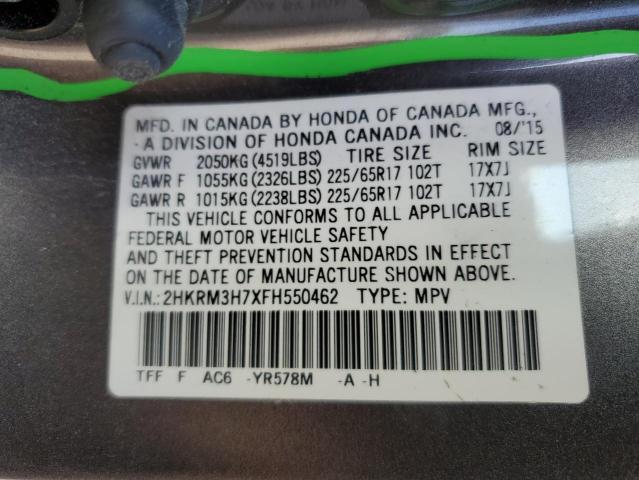 MFD. IN CANADA BY HONDA OF CANADA MFG.,
A DIVISION OF HONDA CANADA INC. 08/'15
GVWR 2050KG (4519LBS) TIRE SIZE RIM SIZE
GAWR F 1055KG (2326LBS) 225/65R17 102T 17X7J
GAWR R 1015KG (2238LBS) 225/65R17 102T 17X7J
THIS VEHICLE CONFORMS TO ALL APPLICABLE
FEDERAL MOTOR VEHICLE SAFETY
AND THEFT PREVENTION STANDARDS IN EFFECT
ON THE DATE OF MANUFACTURE SHOWN ABOVE.
V.I.N.: 2HKRM3H7XFH550462 TYPE: MPV
TFF F AC6 -YR578M -A -H